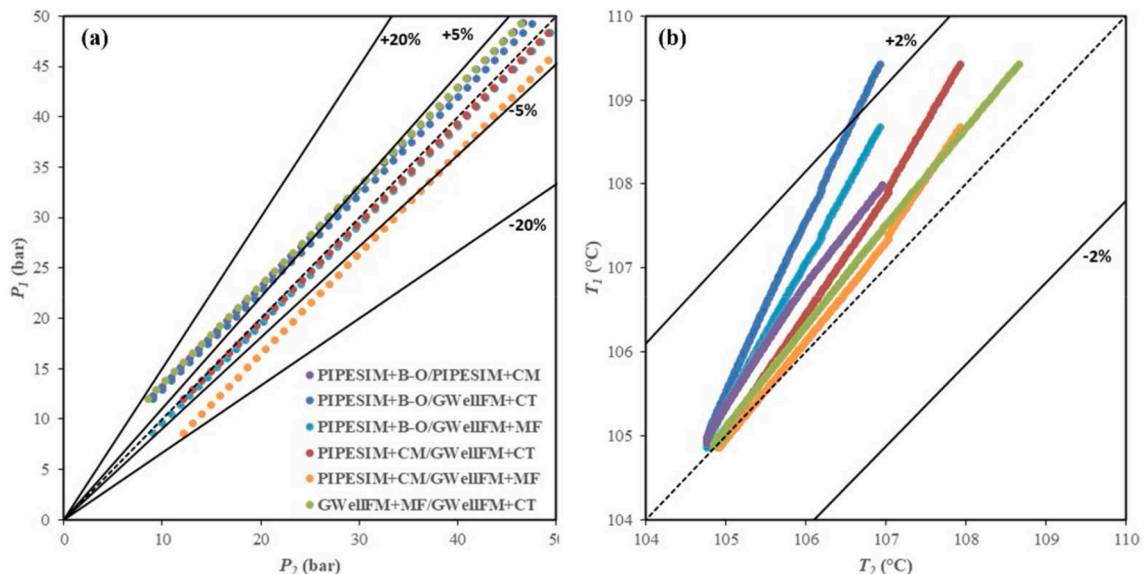 (a)
+20%
+5%
-5%
-20%
50
45
40
35
30
25
20
15
10
5
0
P1 (bar)
0 10 20 30 40 50
P2 (bar)
PIPESIM+B-O/PIPESIM+CM
PIPESIM+B-O/GWellFM+CT
PIPESIM+B-O/GWellFM+MF
PIPESIM+CM/GWellFM+CT
PIPESIM+CM/GWellFM+MF
GWellFM+MF/GWellFM+CT
(b)
+2%
-2%
110
109
108
107
106
105
104
T1 (°C)
104 105 106 107 108 109 110
T2 (°C)